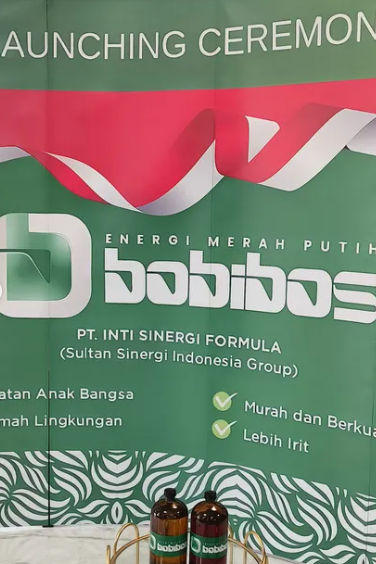 AUNCHING CEREMON
ENERGI MERAH PUTIH
bobibos
PT. INTI SINERGI FORMULA
(Sultan Sinergi Indonesia Group)
atan Anak Bangsa
mah Lingkungan
Murah dan Berkua
Lebih Irit
bobibos
bobibos